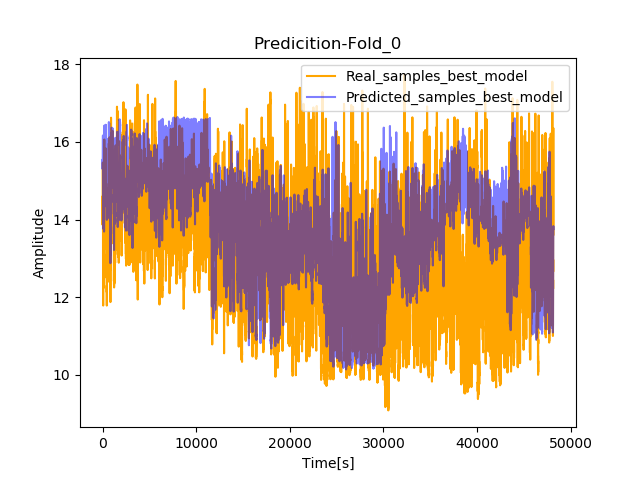 Predicition-Fold_0
Real_samples_best_model
Predicted_samples_best_model
Amplitude
18
16
14
12
10
0
10000
20000
30000
40000
50000
Time[s]